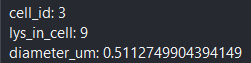 cell_id: 3
lys_in_cell: 9
diameter_um: 0.5112749904394149